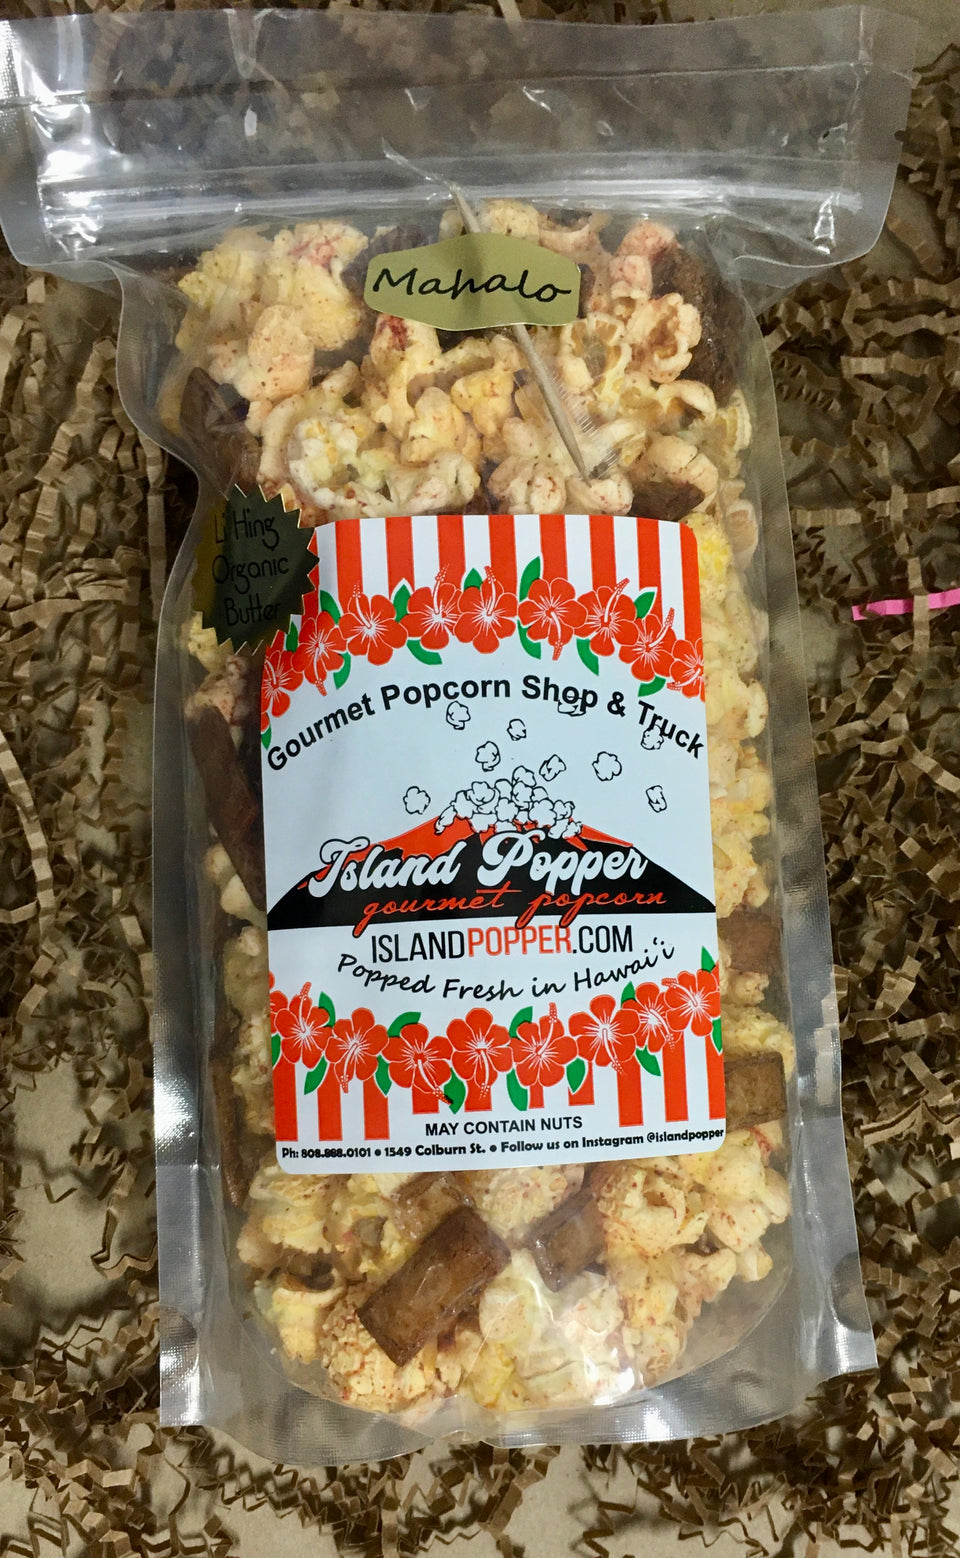 Mahalo
Li Hing
Organic
Butter
Gourmet Popcorn Shop & Truck
Island Popper
gourmet popcorn
ISLANDPOPPER.COM
Popped Fresh in Hawai'i
MAY CONTAIN NUTS
Ph: 808.888.0101 • 1549 Colburn St. • Follow us on Instagram @islandpopper